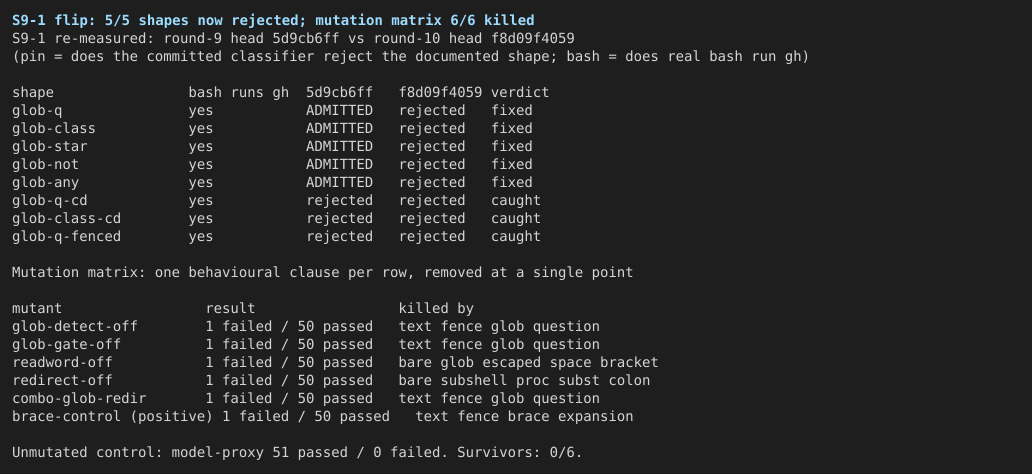 S9-1 flip: 5/5 shapes now rejected; mutation matrix 6/6 killed
S9-1 re-measured: round-9 head 5d9cb6ff vs round-10 head f8d09f4059
(pin = does the committed classifier reject the documented shape; bash = does real bash run gh)
shape bash runs gh 5d9cb6ff f8d09f4059 verdict
glob-q yes ADMITTED rejected fixed
glob-class yes ADMITTED rejected fixed
glob-star yes ADMITTED rejected fixed
glob-not yes ADMITTED rejected fixed
glob-any yes ADMITTED rejected fixed
glob-q-cd yes rejected rejected caught
glob-class-cd yes rejected rejected caught
glob-q-fenced yes rejected rejected caught
Mutation matrix: one behavioural clause per row, removed at a single point
mutant result killed by
glob-detect-off 1 failed / 50 passed text fence glob question
glob-gate-off 1 failed / 50 passed text fence glob question
readword-off 1 failed / 50 passed bare glob escaped space bracket
redirect-off 1 failed / 50 passed bare subshell proc subst colon
combo-glob-redir 1 failed / 50 passed text fence glob question
brace-control (positive) 1 failed / 50 passed text fence brace expansion
Unmutated control: model-proxy 51 passed / 0 failed. Survivors: 0/6.